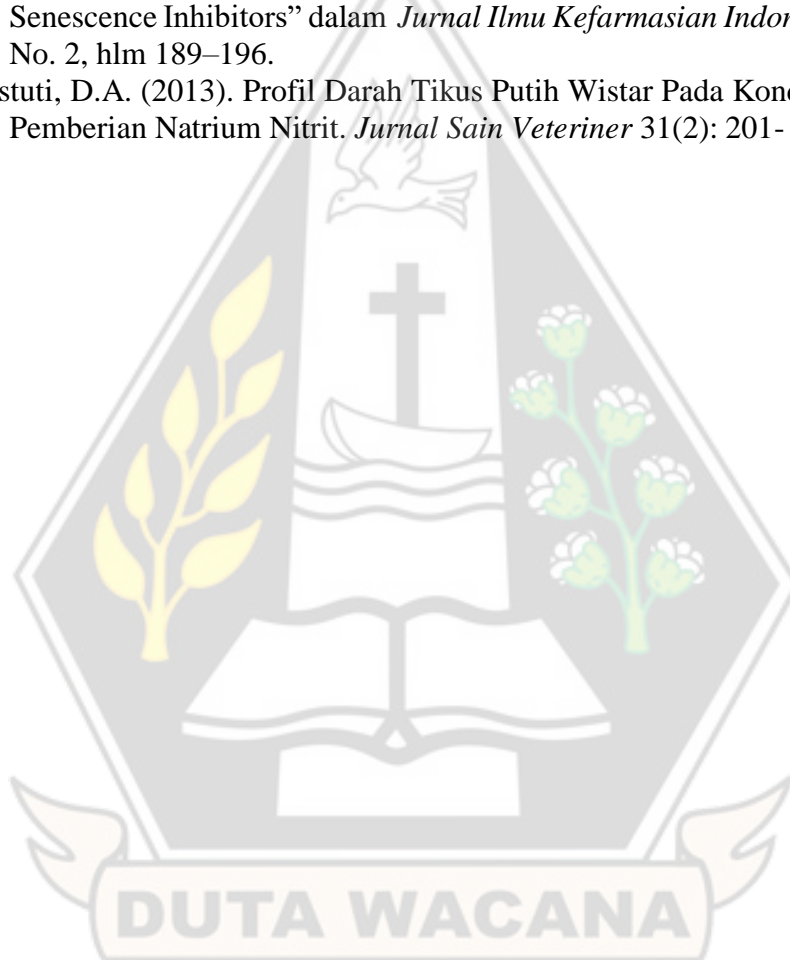 Senescence Inhibitors” dalam Jurnal Ilmu Kefarmasian Indon
No. 2, hlm 189–196.
stuti, D.A. (2013). Profil Darah Tikus Putih Wistar Pada Kond
Pemberian Natrium Nitrit. Jurnal Sain Veteriner 31(2): 201-
DUTA WACANA